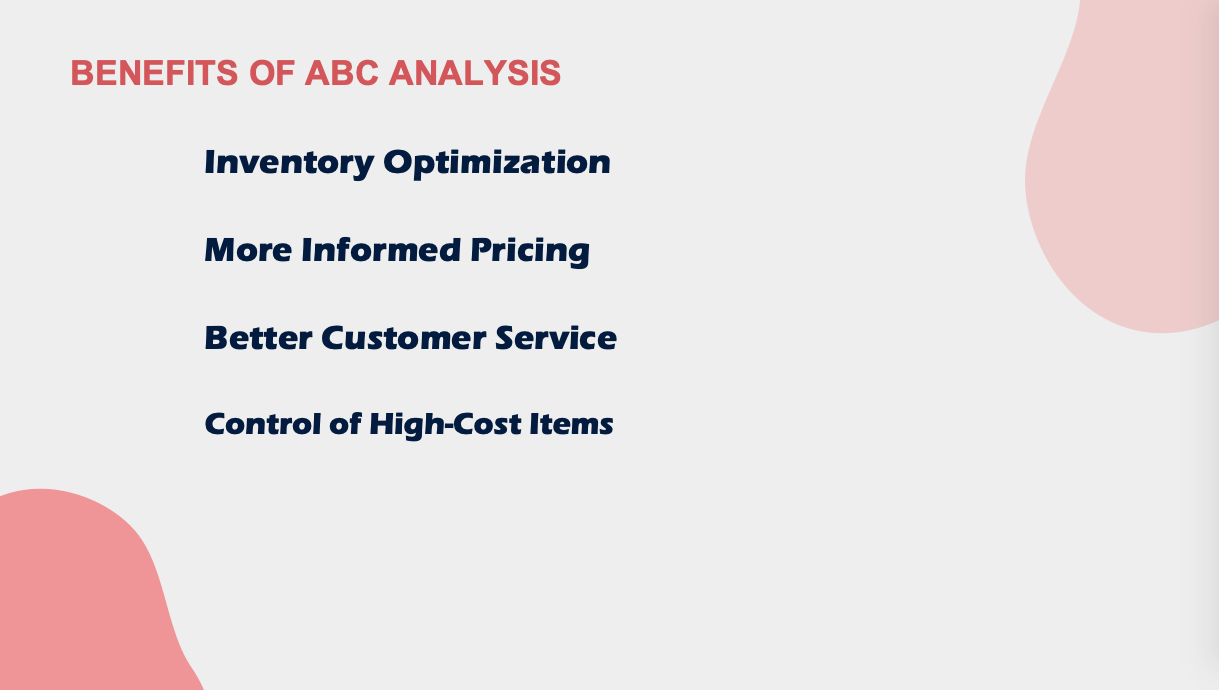 BENEFITS OF ABC ANALYSIS
Inventory Optimization
More Informed Pricing
Better Customer Service
Control of High-Cost Items